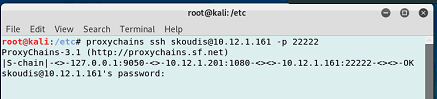 root@kali: /etc
File Edit View Search Terminal Help
root@kali:/etc# proxychains ssh skoudis@10.12.1.161 -p 22222
ProxyChains-3.1 (http://proxychains.sf.net)
|S-chain|-<>-127.0.0.1:9050-<>-10.12.1.201:1080-<><>-10.12.1.161:22222-<><>-OK
skoudis@10.12.1.161's password: